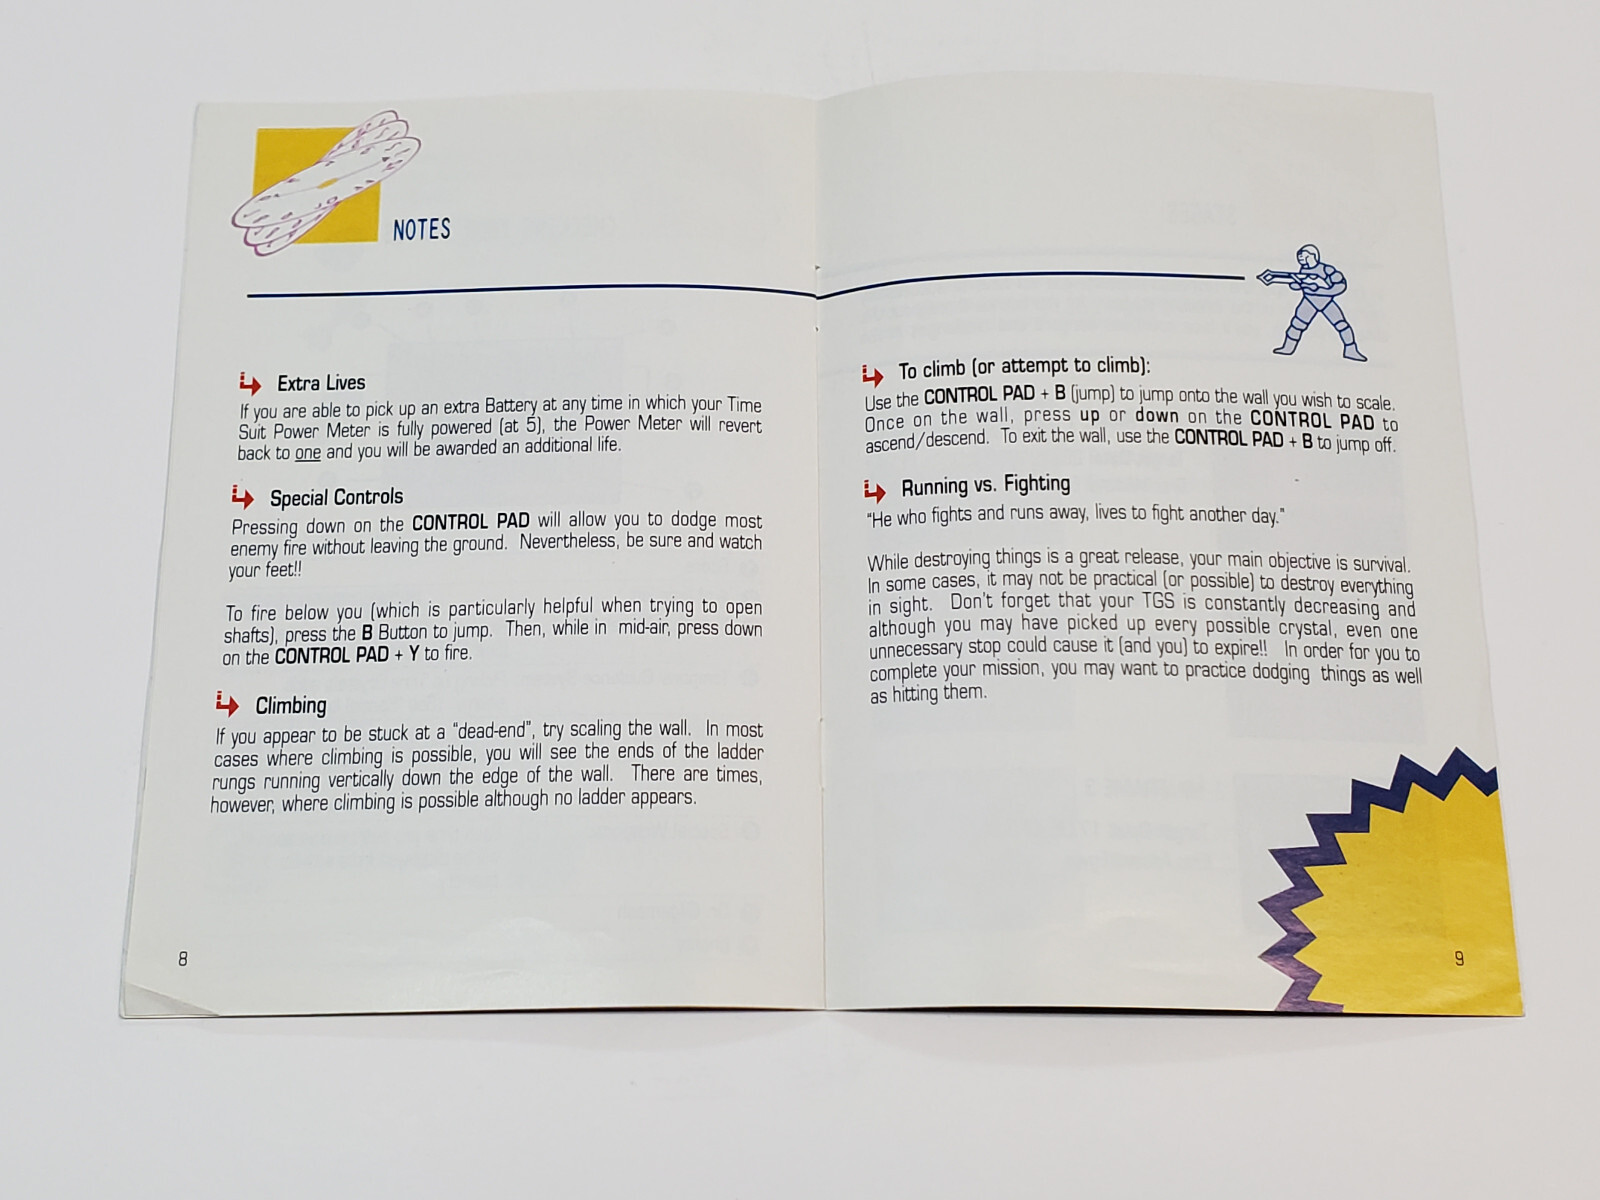 NOTES
Extra Lives
If you are able to pick up an extra Battery at any time in which your Time
Suit Power Meter is fully powered (at 5), the Power Meter will revert
back to one and you will be awarded an additional life.
Special Controls
Pressing down on the CONTROL PAD will allow you to dodge most
enemy fire without leaving the ground. Nevertheless, be sure and watch
your feet!!
To fire below you (which is particularly helpful when trying to open
shafts), press the B Button to jump. Then, while in mid-air, press down
on the CONTROL PAD + Y to fire.
Climbing
If you appear to be stuck at a "dead-end", try scaling the wall. In most
cases where climbing is possible, you will see the ends of the ladder
rungs running vertically down the edge of the wall. There are times,
however, where climbing is possible although no ladder appears.
8
To climb (or attempt to climb):
Use the CONTROL PAD + B (jump) to jump onto the wall you wish to scale.
Once on the wall, press up or down on the CONTROL PAD to
ascend/descend. To exit the wall, use the CONTROL PAD + B to jump off.
Running vs. Fighting
"He who fights and runs away, lives to fight another day."
While destroying things is a great release, your main objective is survival.
In some cases, it may not be practical (or possible) to destroy everything
in sight. Don't forget that your TGS is constantly decreasing and
although you may have picked up every possible crystal, even one
unnecessary stop could cause it (and you) to expire!! In order for you to
complete your mission, you may want to practice dodging things as well
as hitting them.
9